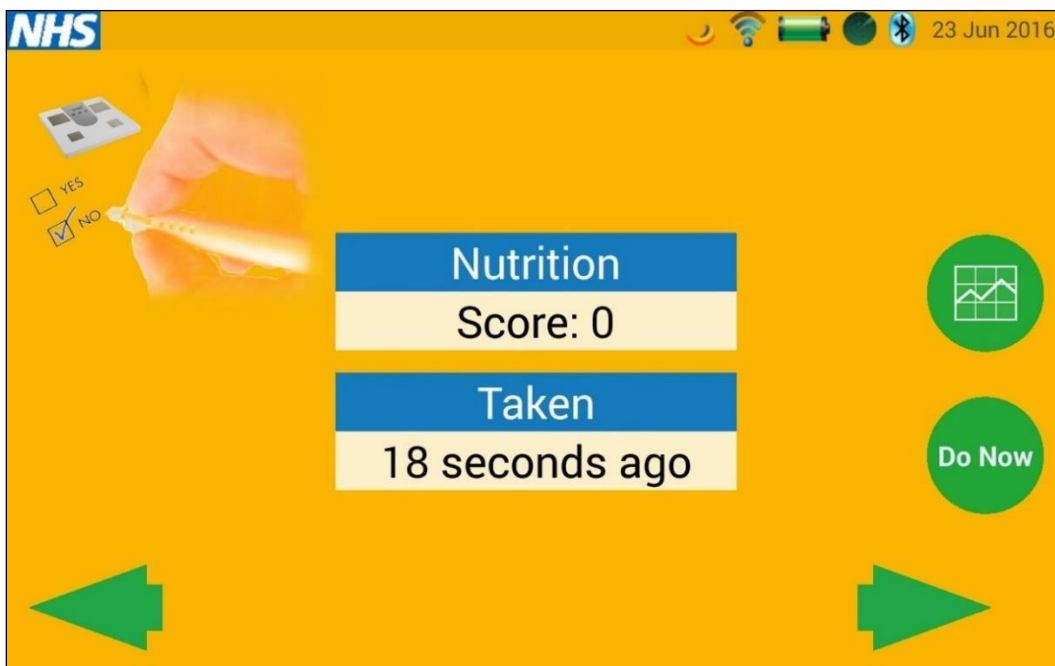 NHS
23 Jun 2016
YES
NO
Nutrition
Score: 0
Taken
18 seconds ago
Do Now